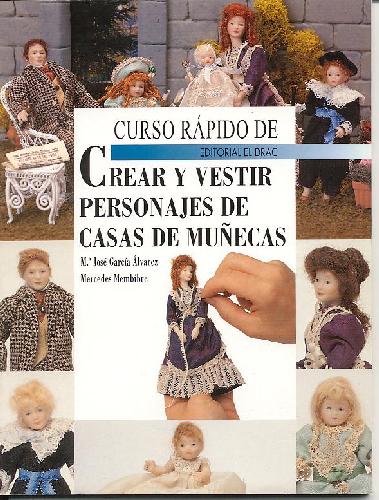 CURSO RÁPIDO DE
EDITORIAL EL DRAC
CREAR Y VESTIR
PERSONAJES DE
CASAS DE MUÑECAS
M.ª José García Álvarez
Mercedes Membibre